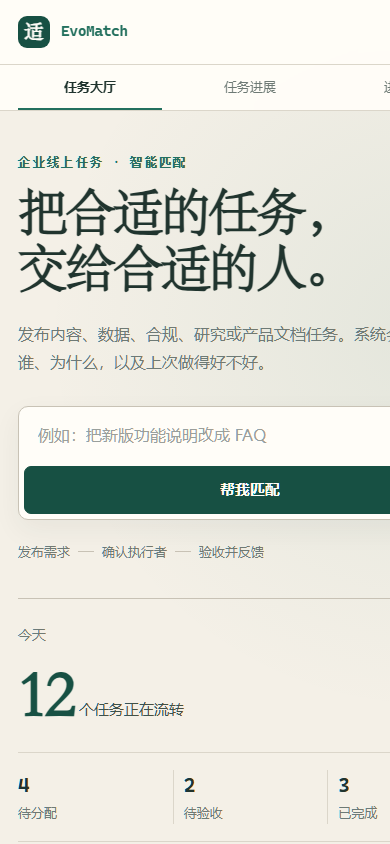 适 EvoMatch
任务大厅 任务进展
企业线上任务 · 智能匹配
把合适的任务，
交给合适的人。
发布内容、数据、合规、研究或产品文档任务。系统
谁、为什么，以及上次做得好不好。
例如：把新版功能说明改成 FAQ
帮我匹配
发布需求 — 确认执行者 — 验收并反馈
今天
12个任务正在流转
4 2 3
待分配 待验收 已完成